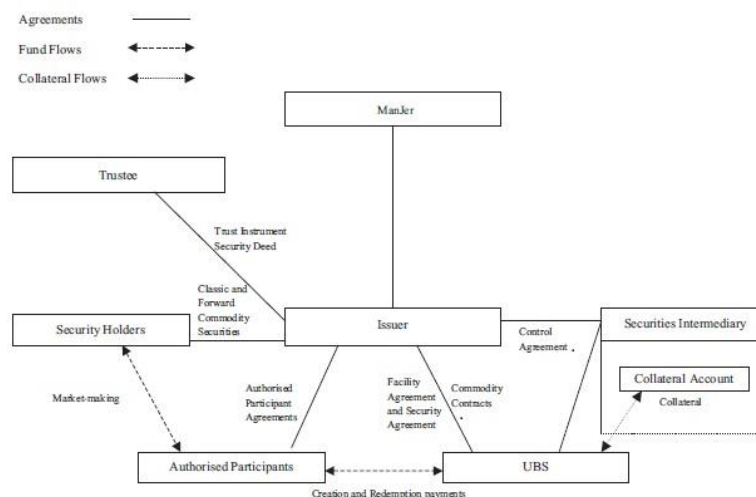 Agreements
Fund Flows
Collateral Flows
ManJer
Trustee
Trust Instrument
Security Deed
Classic and
Forward
Commodity
Securities
Security Holders
Issuer
Securities Intermediary
Control
Agreement
Collateral Account
Collateral
Market-making
Authorised
Participant
Agreements
Facility
Agreement
and Security
Agreement
Commodity
Contracts
Authorised Participants
UBS
Creation and Redemption payments